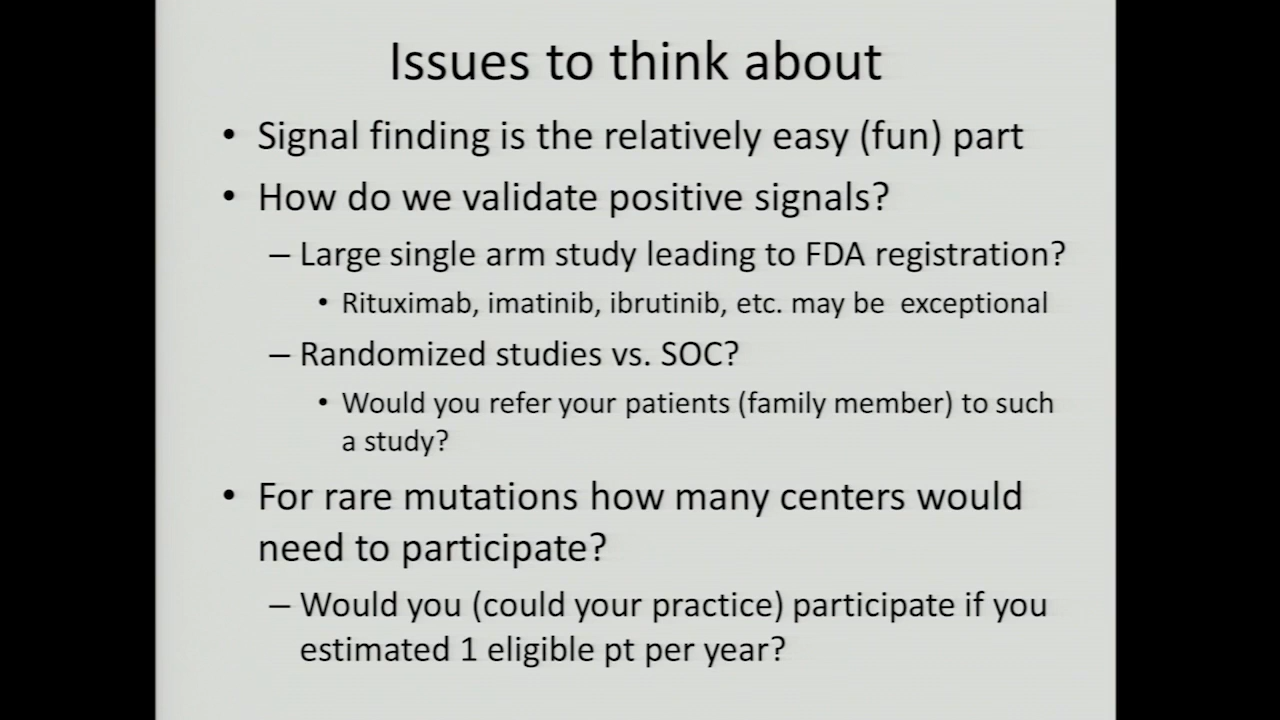 Issues to think about
• Signal finding is the relatively easy (fun) part
• How do we validate positive signals?
– Large single arm study leading to FDA registration?
• Rituximab, imatinib, ibrutinib, etc. may be exceptional
– Randomized studies vs. SOC?
• Would you refer your patients (family member) to such
a study?
• For rare mutations how many centers would
need to participate?
– Would you (could your practice) participate if you
estimated 1 eligible pt per year?